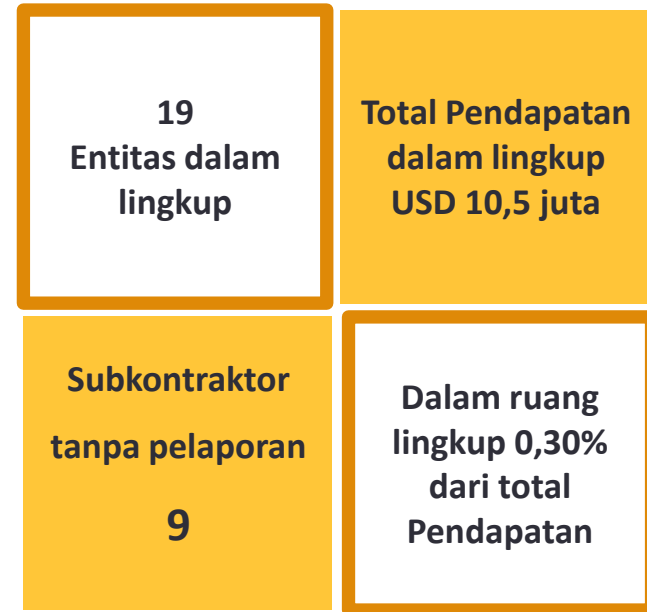 19
Entitas dalam
lingkup
Total Pendapatan
dalam lingkup
USD 10,5 juta
Subkontraktor
tanpa pelaporan
9
Dalam ruang
lingkup 0,30%
dari total
Pendapatan